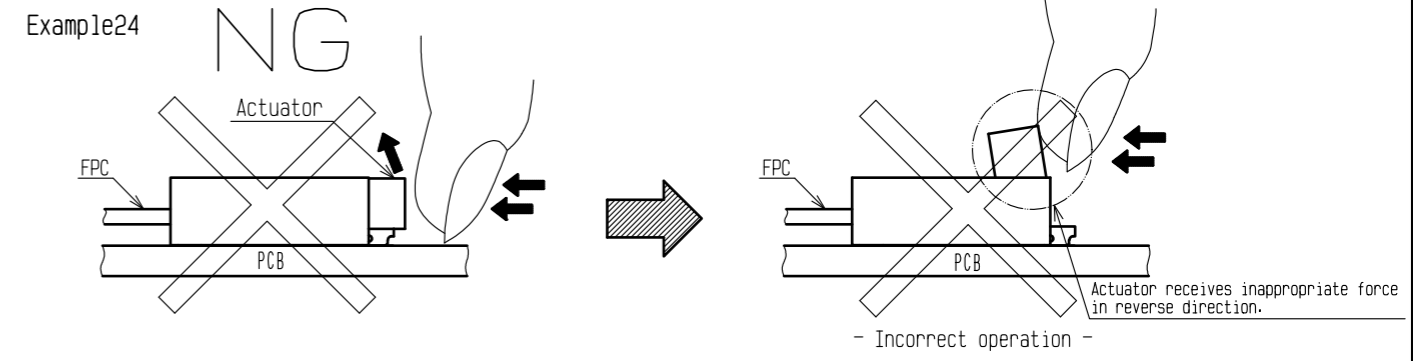 Example24
NG
Actuator
FPC
PCB
FPC
PCB
Actuator receives inappropriate force
in reverse direction.
- Incorrect operation -